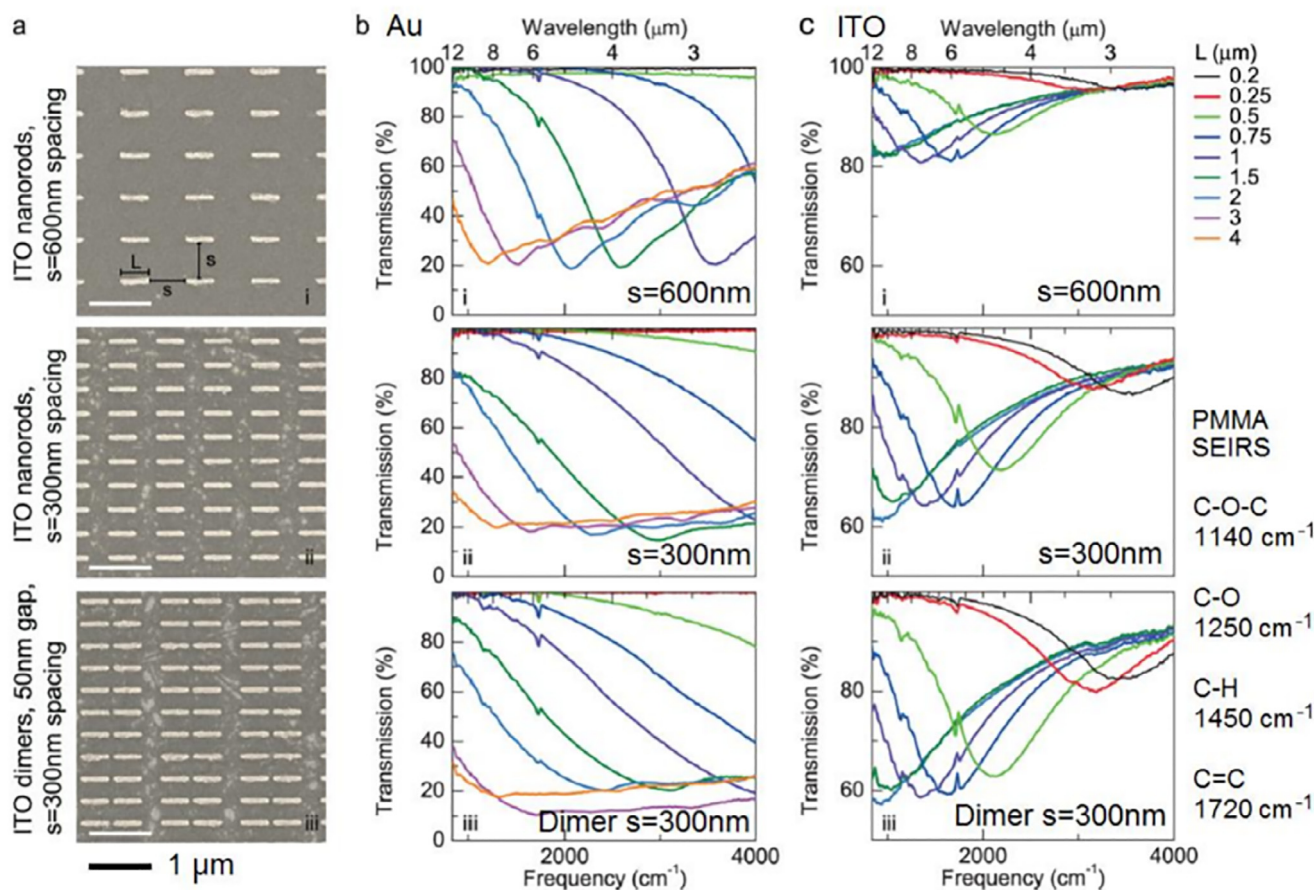 a
ITO nanorods,
s=600nm spacing
L
s
s
i
ITO nanorods,
s=300nm spacing
ii
ITO dimers, 50nm gap,
s=300nm spacing
iii
1 µm
b Au
Wavelength (µm)
12 8 6 4 3
Transmission (%)
100
80
60
40
20
0
i
s=600nm
Transmission (%)
80
60
40
20
0
ii
s=300nm
Transmission (%)
80
60
40
20
0
iii
Dimer s=300nm
2000 4000
Frequency (cm⁻¹)
c ITO
Wavelength (µm)
12 8 6 4 3
Transmission (%)
100
80
60
i
s=600nm
Transmission (%)
80
60
ii
s=300nm
Transmission (%)
80
60
iii
Dimer s=300nm
2000 3000 4000
Frequency (cm⁻¹)
L (µm)
0.2
0.25
0.5
0.75
1
1.5
2
3
4
PMMA
SEIRS
C-O-C
1140 cm⁻¹
C-O
1250 cm⁻¹
C-H
1450 cm⁻¹
C=C
1720 cm⁻¹